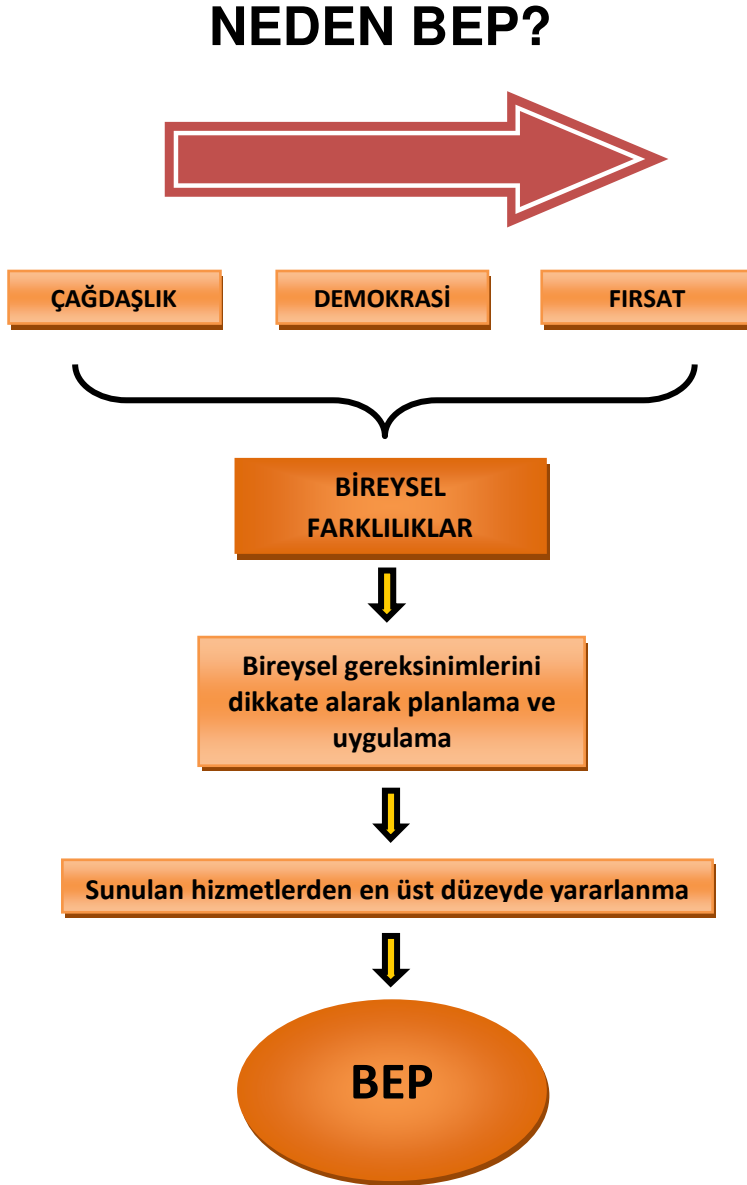 NEDEN BEP?
ÇAĞDAŞLIK
DEMOKRASİ
FIRSAT
BİREYSEL
FARKLILIKLAR
Bireysel gereksinimlerini
dikkate alarak planlama ve
uygulama
Sunulan hizmetlerden en üst düzeyde yararlanma
BEP